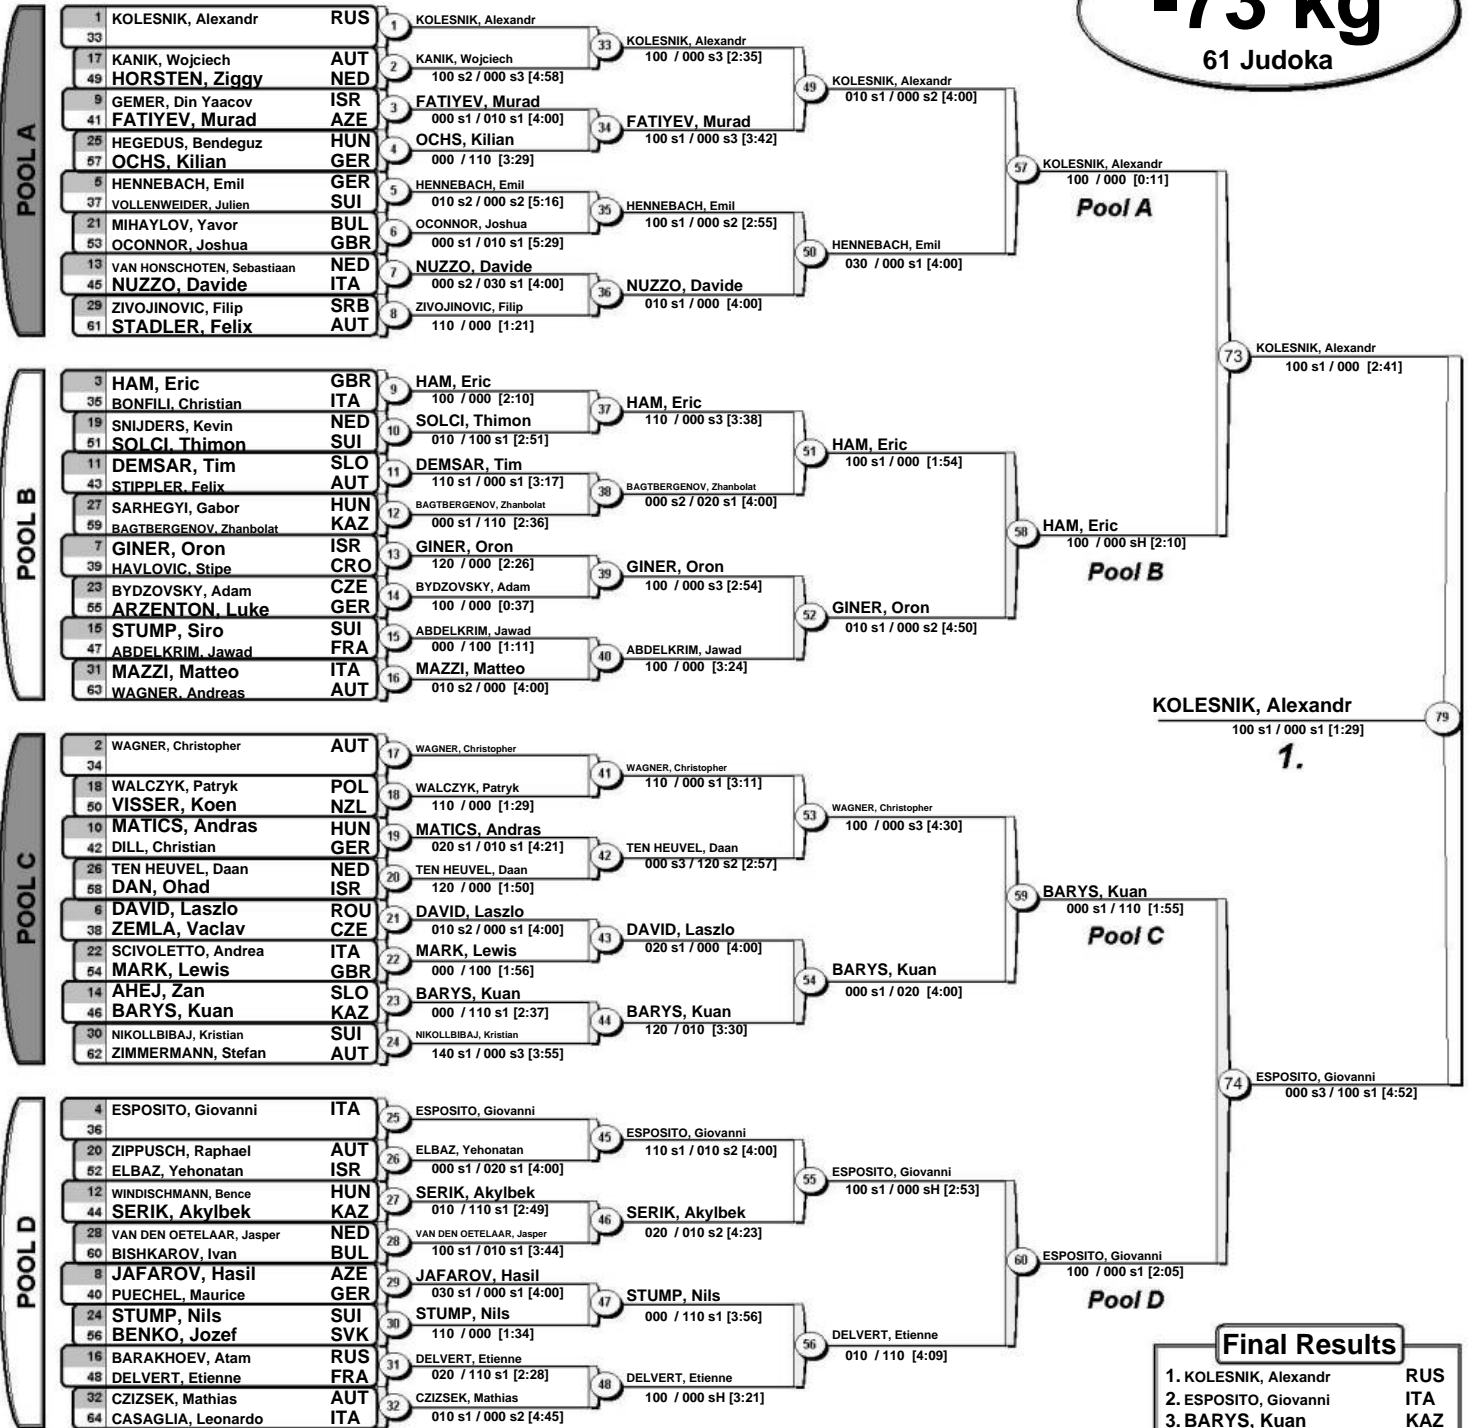 -73 kg
61 Judoka
POOL A
1 KOLESNIK, Alexandr RUS
33
17 KANIK, Wojciech AUT
49 HORSTEN, Ziggy NED
9 GEMER, Din Yaacov ISR
41 FATIYEV, Murad AZE
25 HEGEDUS, Bendeguz HUN
57 OCHS, Kilian GER
5 HENNEBACH, Emil GER
37 VOLLENWEIDER, Julien SUI
21 MIHAYLOV, Yavor BUL
53 OCONNOR, Joshua GBR
13 VAN HONSCHOTEN, Sebastiaan NED
45 NUZZO, Davide ITA
29 ZIVOJINOVIC, Filip SRB
61 STADLER, Felix AUT
1 KOLESNIK, Alexandr
2 KANIK, Wojciech
100 s2 / 000 s3 [4:58]
3 FATIYEV, Murad
000 s1 / 010 s1 [4:00]
4 OCHS, Kilian
000 / 110 [3:29]
5 HENNEBACH, Emil
010 s2 / 000 s2 [5:16]
6 OCONNOR, Joshua
000 s1 / 010 s1 [5:29]
7 NUZZO, Davide
000 s2 / 030 s1 [4:00]
8 ZIVOJINOVIC, Filip
110 / 000 [1:21]
33 KOLESNIK, Alexandr
100 / 000 s3 [2:35]
34 FATIYEV, Murad
100 s1 / 000 s3 [3:42]
35 HENNEBACH, Emil
100 s1 / 000 s2 [2:55]
36 NUZZO, Davide
010 s1 / 000 [4:00]
49 KOLESNIK, Alexandr
010 s1 / 000 s2 [4:00]
50 HENNEBACH, Emil
030 / 000 s1 [4:00]
57 KOLESNIK, Alexandr
100 / 000 [0:11]
Pool A
POOL B
3 HAM, Eric GBR
35 BONFILI, Christian ITA
19 SNIJDERS, Kevin NED
51 SOLCI, Thimon SUI
11 DEMSAR, Tim SLO
43 STIPPLER, Felix AUT
27 SARHEGYI, Gabor HUN
59 BAGTBERGENOV, Zhanbolat KAZ
7 GINER, Oron ISR
39 HAVLOVIC, Stipe CRO
23 BYDZOVSKY, Adam CZE
55 ARZENTON, Luke GER
15 STUMP, Siro SUI
47 ABDELKRIM, Jawad FRA
31 MAZZI, Matteo ITA
63 WAGNER, Andreas AUT
9 HAM, Eric
100 / 000 [2:10]
10 SOLCI, Thimon
010 / 100 s1 [2:51]
11 DEMSAR, Tim
110 s1 / 000 s1 [3:17]
12 BAGTBERGENOV, Zhanbolat
000 s1 / 110 [2:36]
13 GINER, Oron
120 / 000 [2:26]
14 BYDZOVSKY, Adam
100 / 000 [0:37]
15 ABDELKRIM, Jawad
000 / 100 [1:11]
16 MAZZI, Matteo
010 s2 / 000 [4:00]
37 HAM, Eric
110 / 000 s3 [3:38]
38 BAGTBERGENOV, Zhanbolat
000 s2 / 020 s1 [4:00]
39 GINER, Oron
100 / 000 s3 [2:54]
40 ABDELKRIM, Jawad
100 / 000 [3:24]
51 HAM, Eric
100 s1 / 000 [1:54]
52 GINER, Oron
010 s1 / 000 s2 [4:50]
58 HAM, Eric
100 / 000 sH [2:10]
Pool B
73 KOLESNIK, Alexandr
100 s1 / 000 [2:41]
KOLESNIK, Alexandr 79
100 s1 / 000 s1 [1:29]
1.
POOL C
2 WAGNER, Christopher AUT
34
18 WALCZYK, Patryk POL
50 VISSER, Koen NZL
10 MATICS, Andras HUN
42 DILL, Christian GER
26 TEN HEUVEL, Daan NED
58 DAN, Ohad ISR
6 DAVID, Laszlo ROU
38 ZEMLA, Vaclav CZE
22 SCIVOLETTO, Andrea ITA
54 MARK, Lewis GBR
14 AHEJ, Zan SLO
46 BARYS, Kuan KAZ
30 NIKOLLBIBAJ, Kristian SUI
62 ZIMMERMANN, Stefan AUT
17 WAGNER, Christopher
18 WALCZYK, Patryk
110 / 000 [1:29]
19 MATICS, Andras
020 s1 / 010 s1 [4:21]
20 TEN HEUVEL, Daan
120 / 000 [1:50]
21 DAVID, Laszlo
010 s2 / 000 s1 [4:00]
22 MARK, Lewis
000 / 100 [1:56]
23 BARYS, Kuan
000 / 110 s1 [2:37]
24 NIKOLLBIBAJ, Kristian
140 s1 / 000 s3 [3:55]
41 WAGNER, Christopher
110 / 000 s1 [3:11]
42 TEN HEUVEL, Daan
000 s3 / 120 s2 [2:57]
43 DAVID, Laszlo
020 s1 / 000 [4:00]
44 BARYS, Kuan
120 / 010 [3:30]
53 WAGNER, Christopher
100 / 000 s3 [4:30]
54 BARYS, Kuan
000 s1 / 020 [4:00]
59 BARYS, Kuan
000 s1 / 110 [1:55]
Pool C
POOL D
4 ESPOSITO, Giovanni ITA
36
20 ZIPPUSCH, Raphael AUT
52 ELBAZ, Yehonatan ISR
12 WINDISCHMANN, Bence HUN
44 SERIK, Akylbek KAZ
28 VAN DEN OETELAAR, Jasper NED
60 BISHKAROV, Ivan BUL
8 JAFAROV, Hasil AZE
40 PUECHEL, Maurice GER
24 STUMP, Nils SUI
56 BENKO, Jozef SVK
16 BARAKHOEV, Atam RUS
48 DELVERT, Etienne FRA
32 CZIZSEK, Mathias AUT
64 CASAGLIA, Leonardo ITA
25 ESPOSITO, Giovanni
26 ELBAZ, Yehonatan
000 s1 / 020 s1 [4:00]
27 SERIK, Akylbek
010 / 110 s1 [2:49]
28 VAN DEN OETELAAR, Jasper
100 s1 / 010 s1 [3:44]
29 JAFAROV, Hasil
030 s1 / 000 s1 [4:00]
30 STUMP, Nils
110 / 000 [1:34]
31 DELVERT, Etienne
020 / 110 s1 [2:28]
32 CZIZSEK, Mathias
010 s1 / 000 s2 [4:45]
45 ESPOSITO, Giovanni
110 s1 / 010 s2 [4:00]
46 SERIK, Akylbek
020 / 010 s2 [4:23]
47 STUMP, Nils
000 / 110 s1 [3:56]
48 DELVERT, Etienne
100 / 000 sH [3:21]
55 ESPOSITO, Giovanni
100 s1 / 000 sH [2:53]
56 DELVERT, Etienne
010 / 110 [4:09]
60 ESPOSITO, Giovanni
100 / 000 s1 [2:05]
Pool D
74 ESPOSITO, Giovanni
000 s3 / 100 s1 [4:52]
Final Results
1. KOLESNIK, Alexandr RUS
2. ESPOSITO, Giovanni ITA
3. BARYS, Kuan KAZ